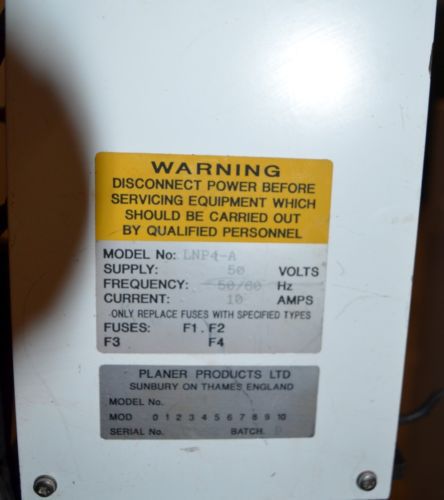 WARNING
DISCONNECT POWER BEFORE
SERVICING EQUIPMENT WHICH
SHOULD BE CARRIED OUT
BY QUALIFIED PERSONNEL
MODEL No: LNP4-A
SUPPLY: 50 VOLTS
FREQUENCY: 50/60 Hz
CURRENT: 10 AMPS
ONLY REPLACE FUSES WITH SPECIFIED TYPES
FUSES: F1. F2
F3 F4
PLANER PRODUCTS LTD
SUNBURY ON THAMES ENGLAND
MODEL No.
MOD 0 1 2 3 4 5 6 7 8 9 10
SERIAL No. BATCH.